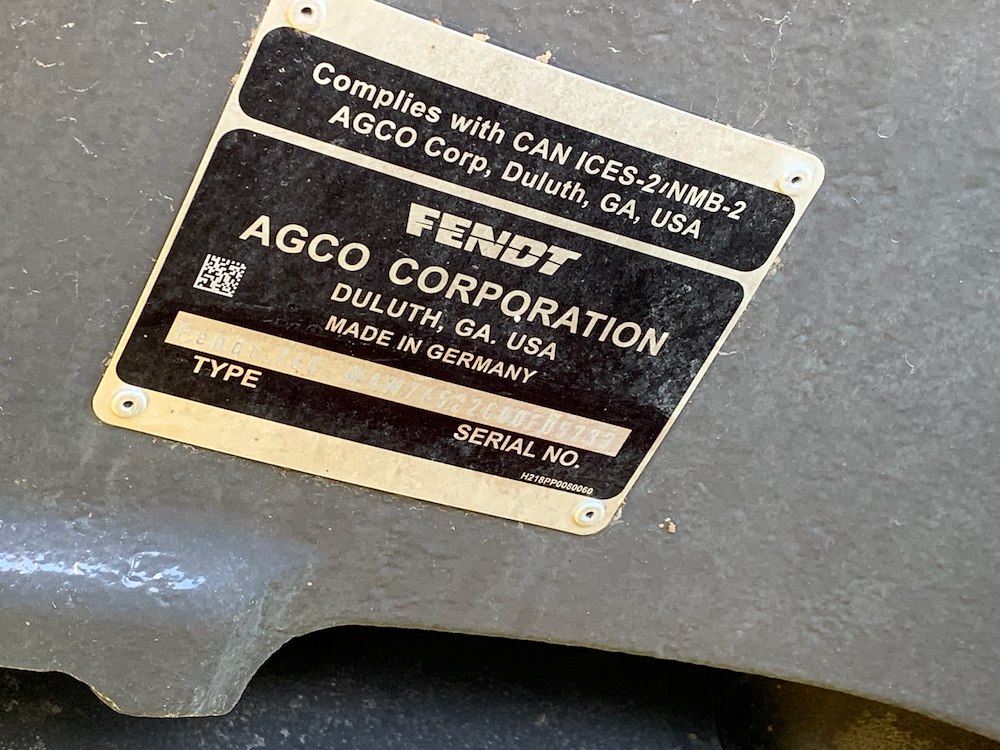 Complies with CAN ICES-2/NMB-2
AGCO Corp, Duluth, GA, USA
FENDT
AGCO CORPORATION
DULUTH, GA. USA
MADE IN GERMANY
Fendt
TYPE
SERIAL NO.
H218PP0080060